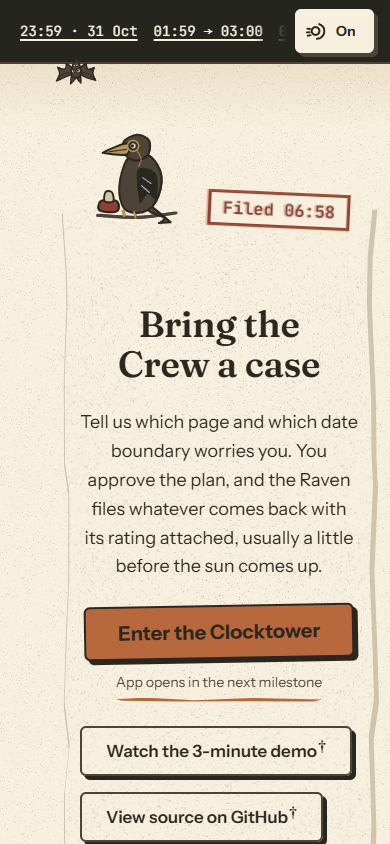 23:59 · 31 Oct 01:59 → 03:00
On
Filed 06:58
Bring the
Crew a case
Tell us which page and which date
boundary worries you. You
approve the plan, and the Raven
files whatever comes back with
its rating attached, usually a little
before the sun comes up.
Enter the Clocktower
App opens in the next milestone
Watch the 3-minute demo†
View source on GitHub†